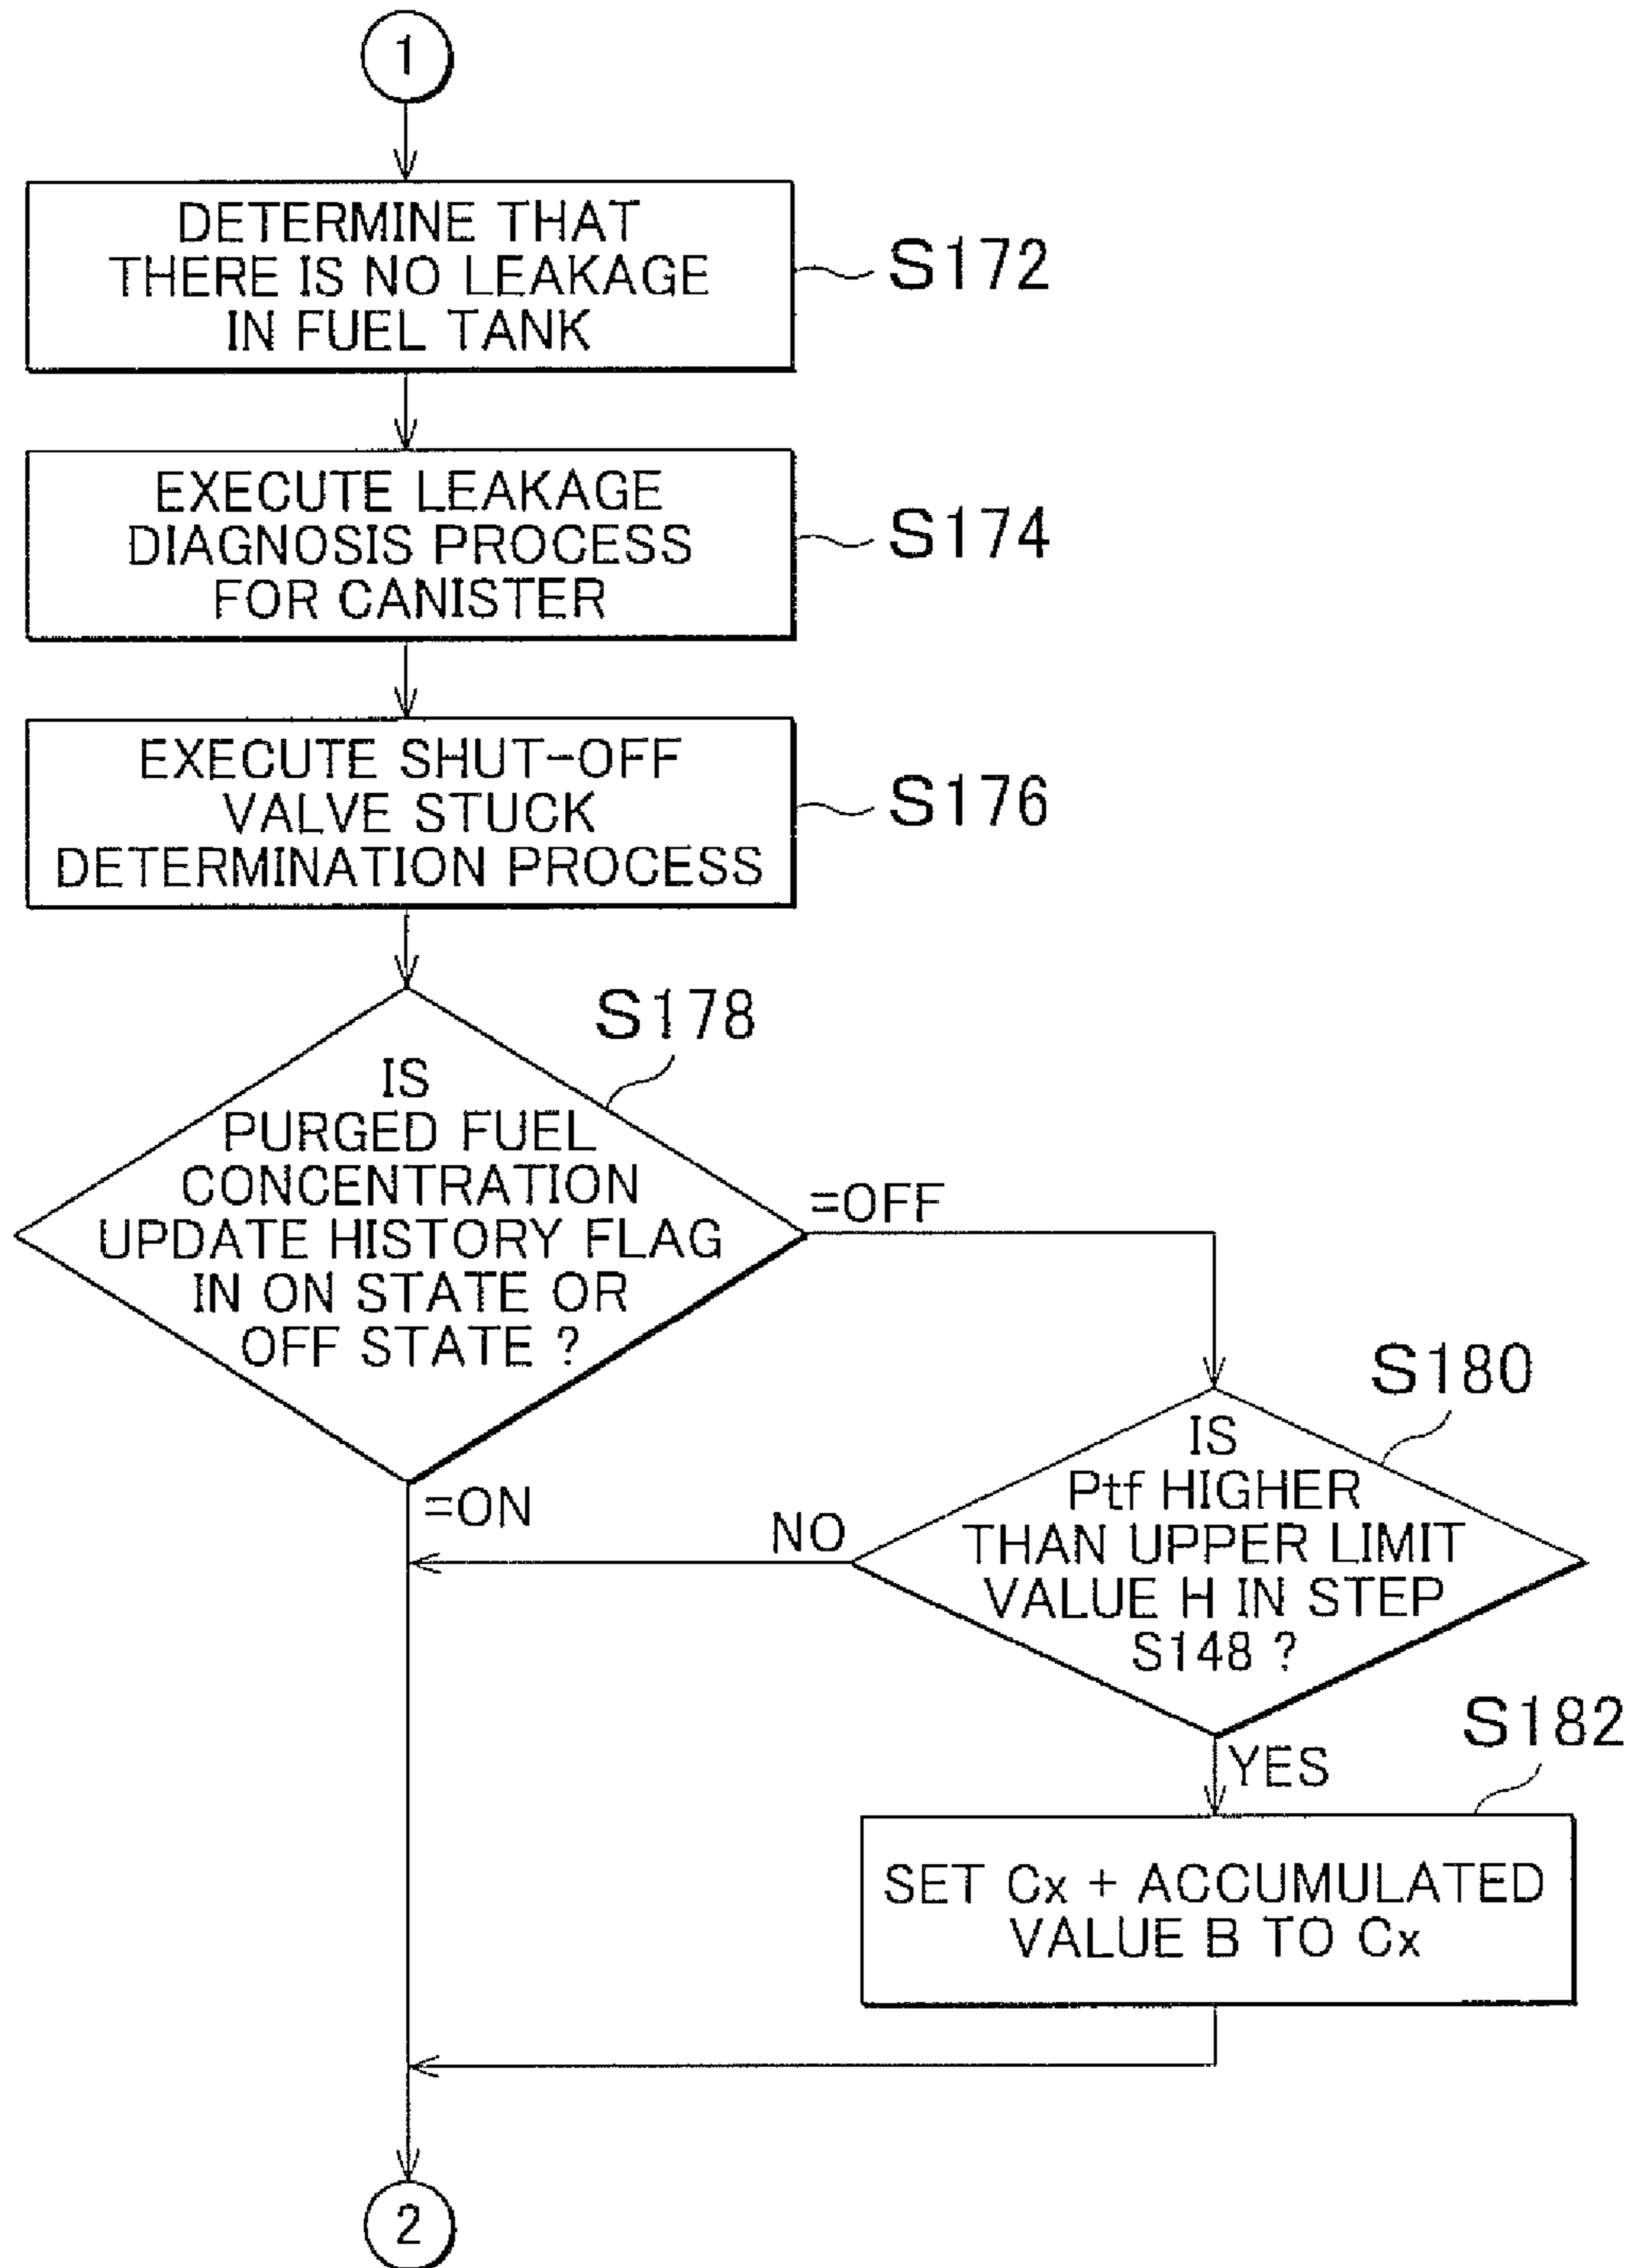 1
DETERMINE THAT
THERE IS NO LEAKAGE
IN FUEL TANK
S172
EXECUTE LEAKAGE
DIAGNOSIS PROCESS
FOR CANISTER
S174
EXECUTE SHUT-OFF
VALVE STUCK
DETERMINATION PROCESS
S176
S178
IS
PURGED FUEL
CONCENTRATION
UPDATE HISTORY FLAG
IN ON STATE OR
OFF STATE ?
=OFF
=ON
S180
IS
Ptf HIGHER
THAN UPPER LIMIT
VALUE H IN STEP
S148 ?
NO
YES
S182
SET Cx + ACCUMULATED
VALUE B TO Cx
2